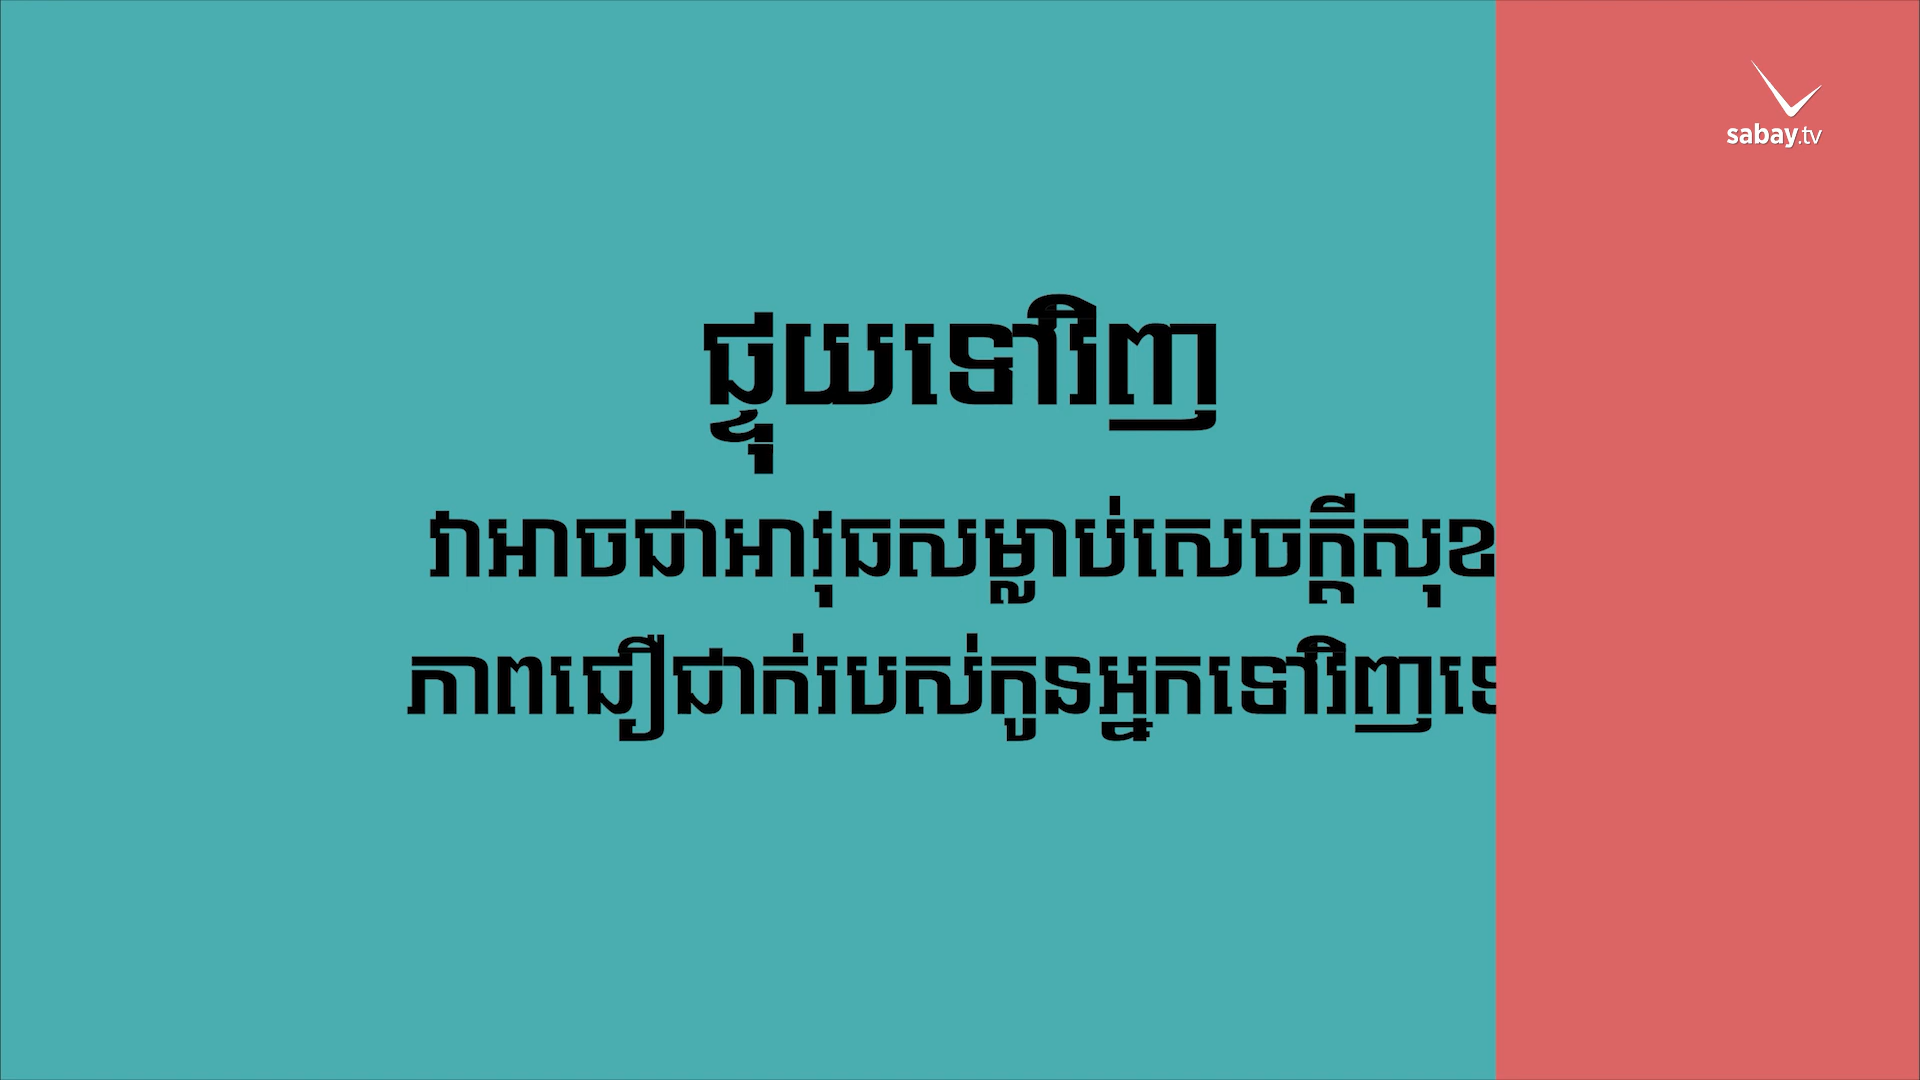 sabay.tv
ផ្ទុយទៅវិញ
វាអាចជាអាវុធសម្លាប់សេចក្ដីសុខ
ភាពជឿជាក់របស់កូនអ្នកទៅវិញ